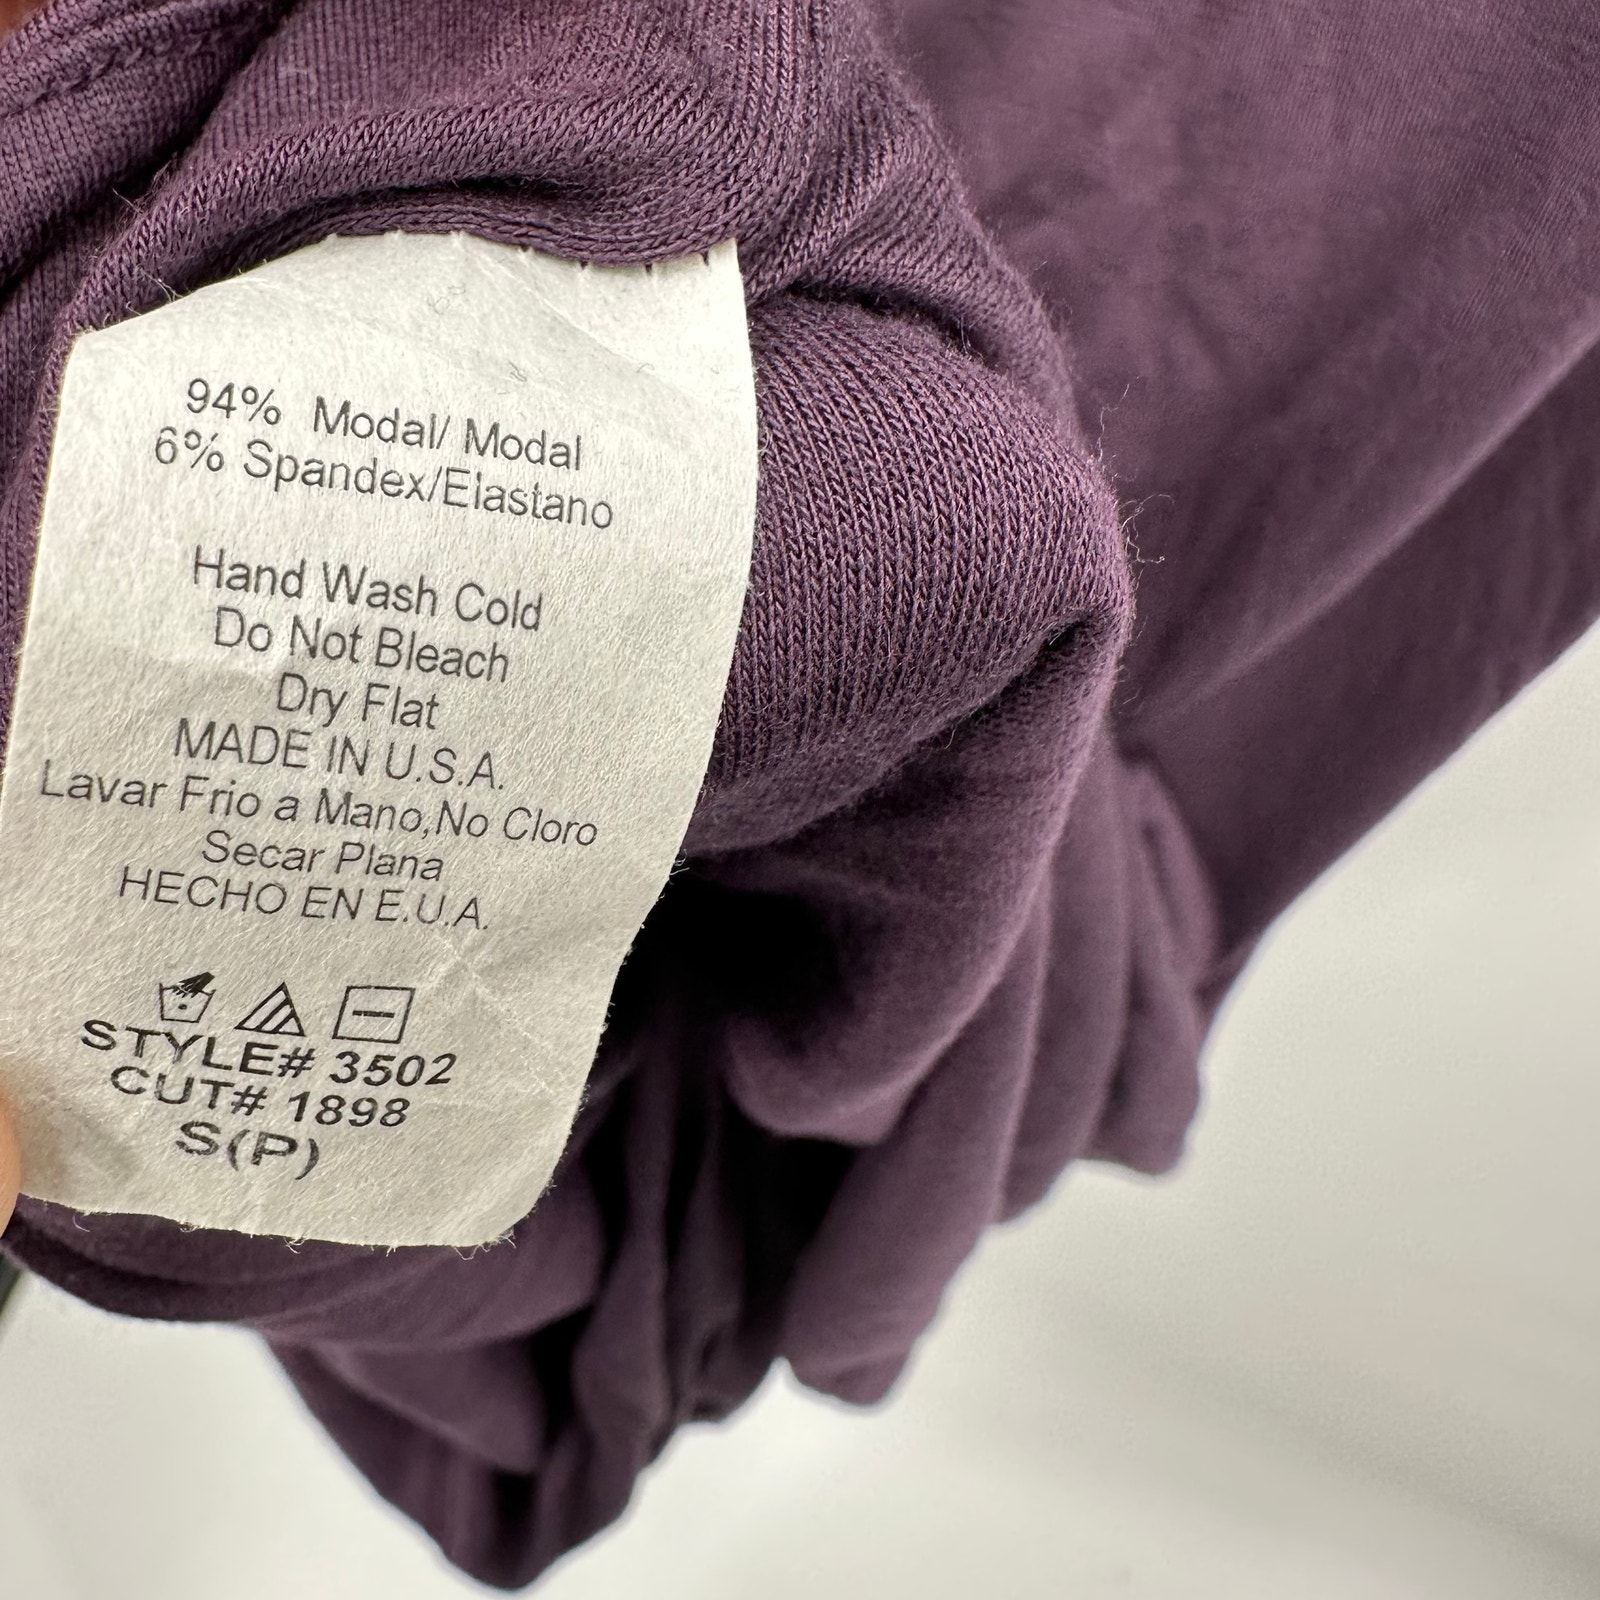 94% Modal/ Modal
6% Spandex/Elastano
Hand Wash Cold
Do Not Bleach
Dry Flat
MADE IN U.S.A.
Lavar Frio a Mano,No Cloro
Secar Plana
HECHO EN E.U.A.
STYLE# 3502
CUT# 1898
S(P)